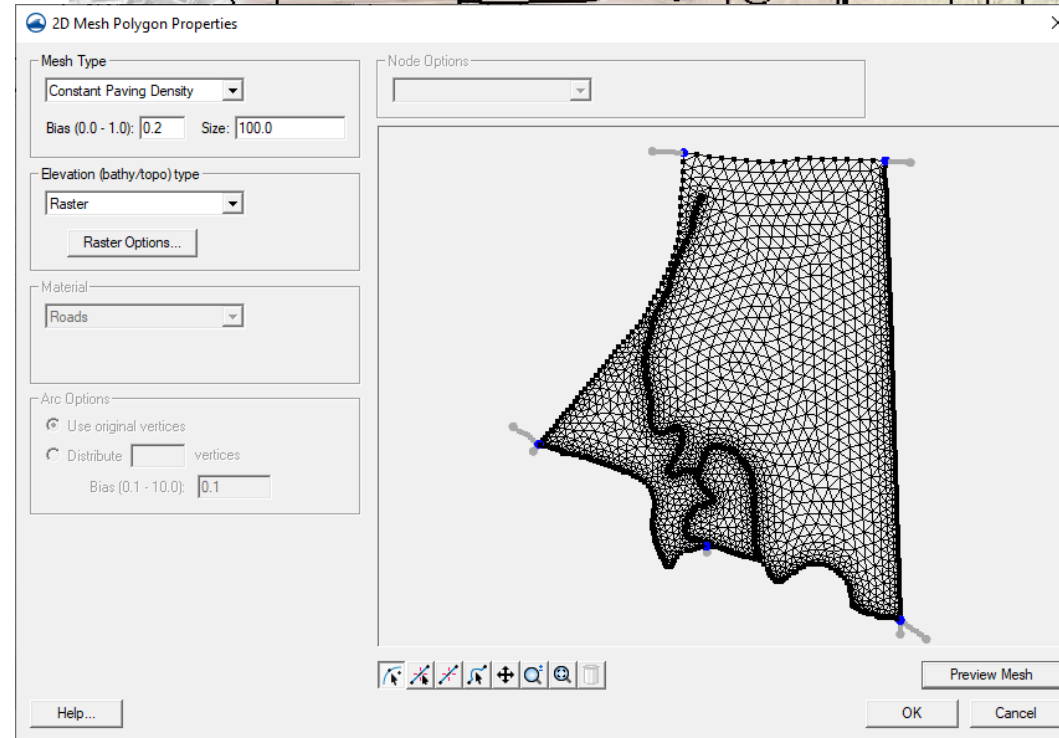 2D Mesh Polygon Properties
Mesh Type
Constant Paving Density
Bias (0.0 - 1.0): 0.2 Size: 100.0
Elevation (bathy/topo) type
Raster
Raster Options...
Material
Roads
Arc Options
Use original vertices
Distribute vertices
Bias (0.1 - 10.0): 0.1
Node Options
Preview Mesh
Help...
OK
Cancel